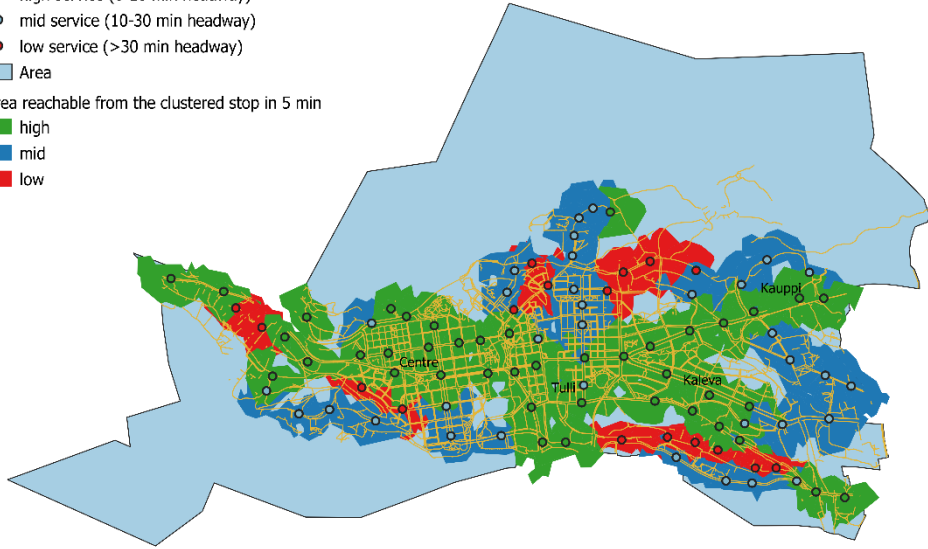 mid service (10-30 min headway)
low service (>30 min headway)
Area
rea reachable from the clustered stop in 5 min
high
mid
low
Kauppi
Centre
Tulli
Kaleva